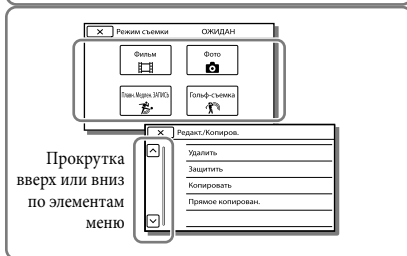 Режим съемки ОЖИДАН
Фильм Фото
Плавн. Медлен. ЗАПИСЬ Гольф-съемка
Редакт./Копиров.
Удалить
Защитить
Копировать
Прямое копирован.
Прокрутка
вверх или вниз
по элементам
меню